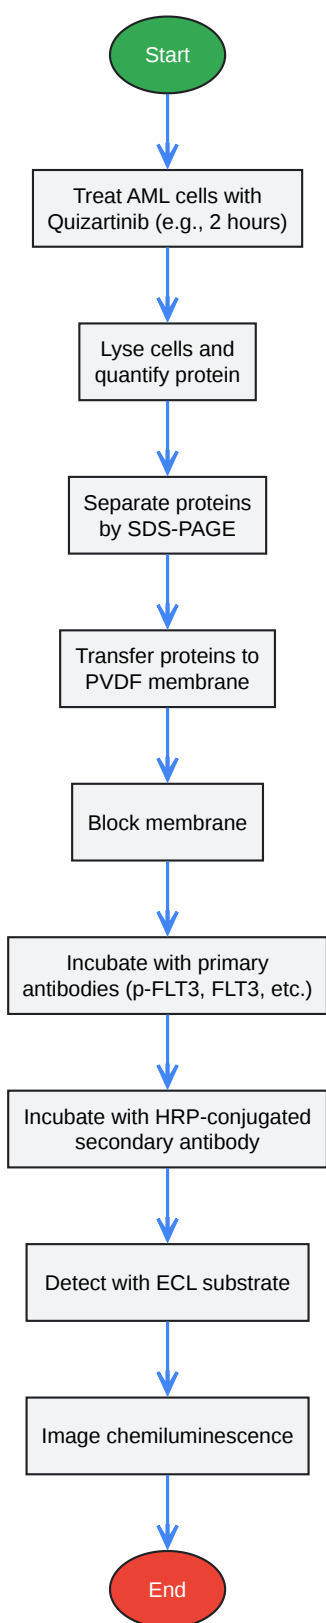 Start
Treat AML cells with
Quizartinib (e.g., 2 hours)
Lyse cells and
quantify protein
Separate proteins
by SDS-PAGE
Transfer proteins to
PVDF membrane
Block membrane
Incubate with primary
antibodies (p-FLT3, FLT3, etc.)
Incubate with HRP-conjugated
secondary antibody
Detect with ECL substrate
Image chemiluminescence
End